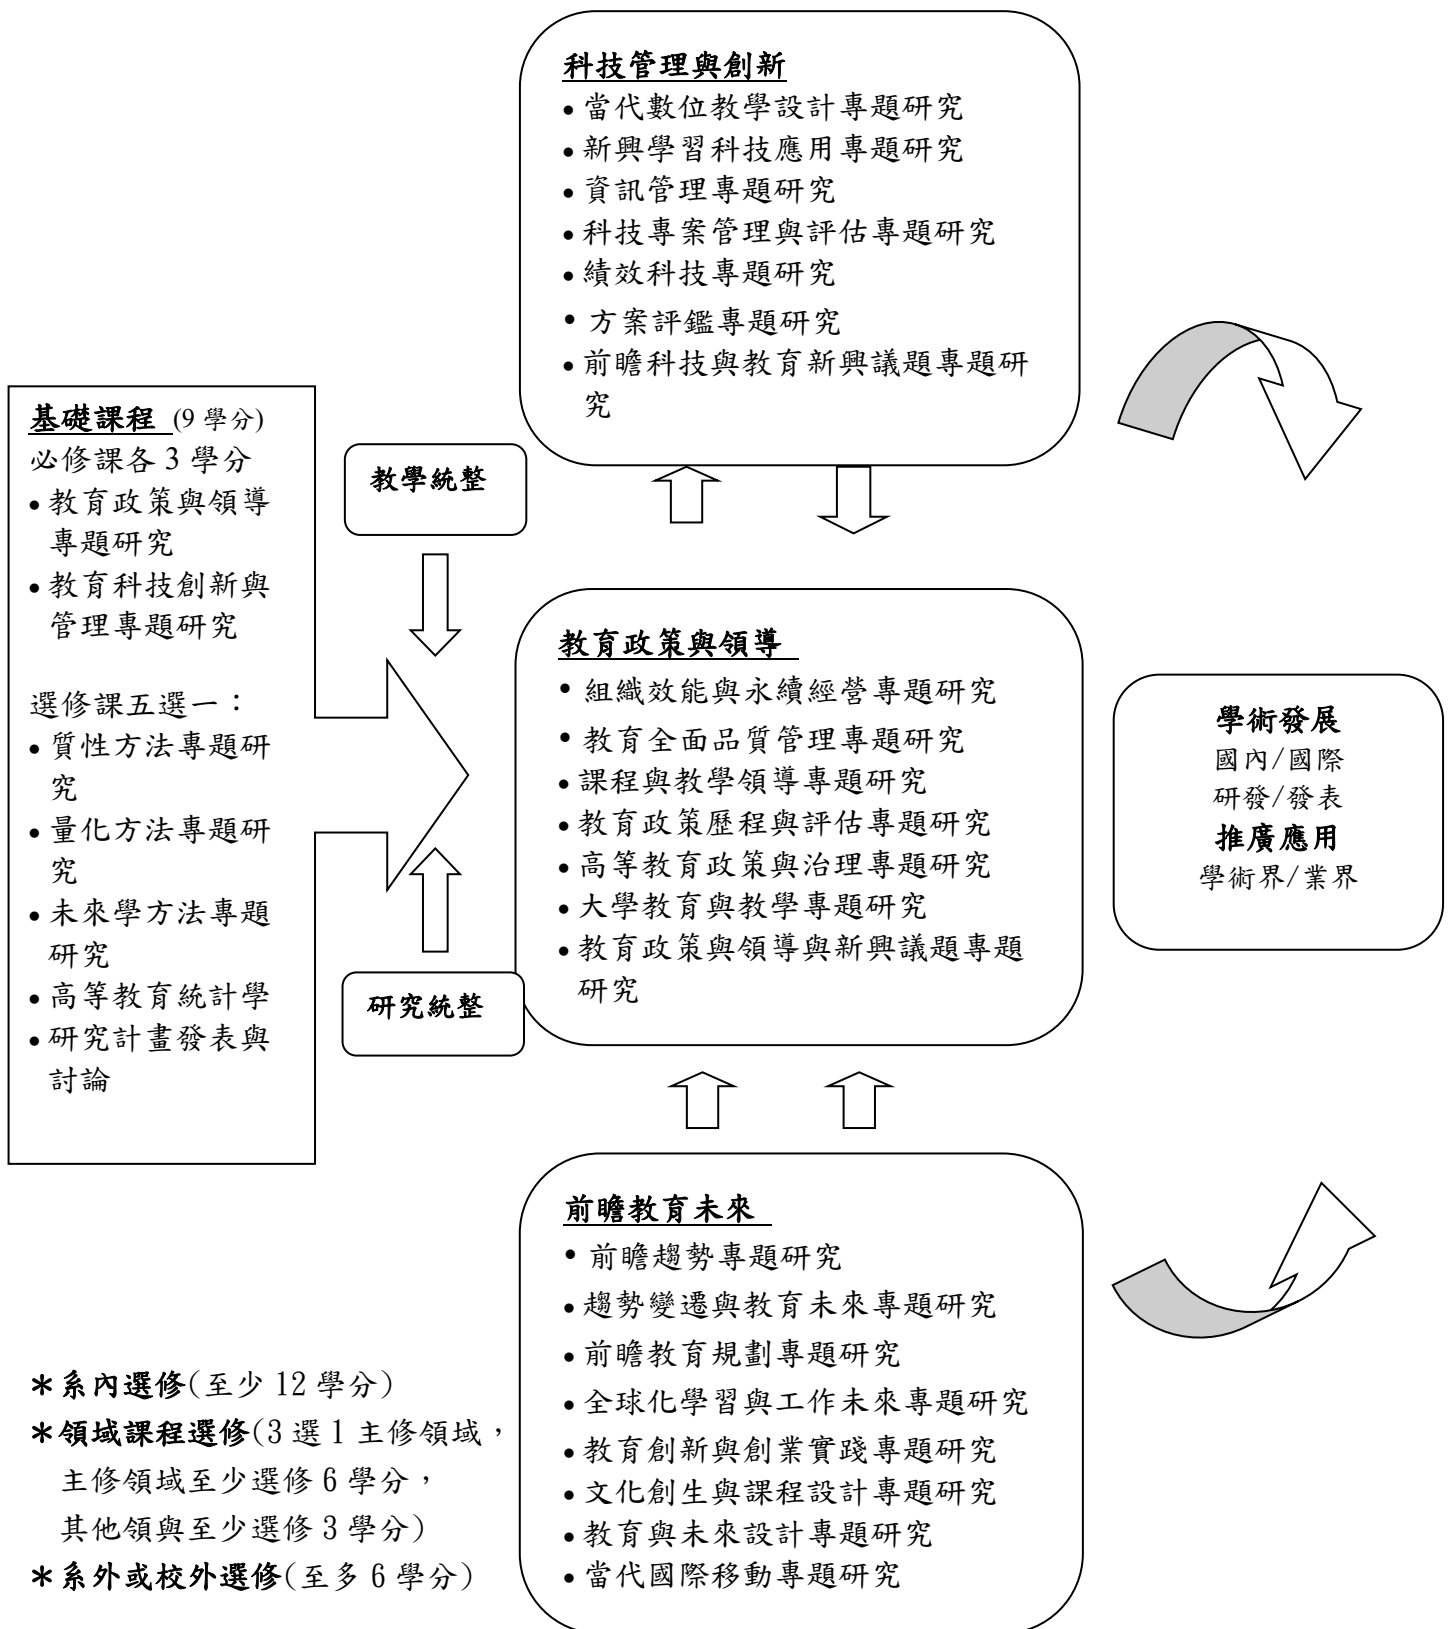 科技管理與創新
•當代數位教學設計專題研究
•新興學習科技應用專題研究
•資訊管理專題研究
•科技專案管理與評估專題研究
•績效科技專題研究
•方案評鑑專題研究
•前瞻科技與教育新興議題專題研
究
基礎課程 (9學分)
必修課各3學分
•教育政策與領導
專題研究
•教育科技創新與
管理專題研究
選修課五選一：
•質性方法專題研
究
•量化方法專題研
究
•未來學方法專題
研究
•高等教育統計學
•研究計畫發表與
討論
教學統整
研究統整
教育政策與領導
•組織效能與永續經營專題研究
•教育全面品質管理專題研究
•課程與教學領導專題研究
•教育政策歷程與評估專題研究
•高等教育政策與治理專題研究
•大學教育與教學專題研究
•教育政策與領導與新興議題專題
研究
學術發展
國內/國際
研發/發表
推廣應用
學術界/業界
前瞻教育未來
•前瞻趨勢專題研究
•趨勢變遷與教育未來專題研究
•前瞻教育規劃專題研究
•全球化學習與工作未來專題研究
•教育創新與創業實踐專題研究
•文化創生與課程設計專題研究
•教育與未來設計專題研究
•當代國際移動專題研究
＊系內選修(至少12學分)
＊領域課程選修(3選1主修領域，
主修領域至少選修6學分，
其他領與至少選修3學分)
＊系外或校外選修(至多6學分)